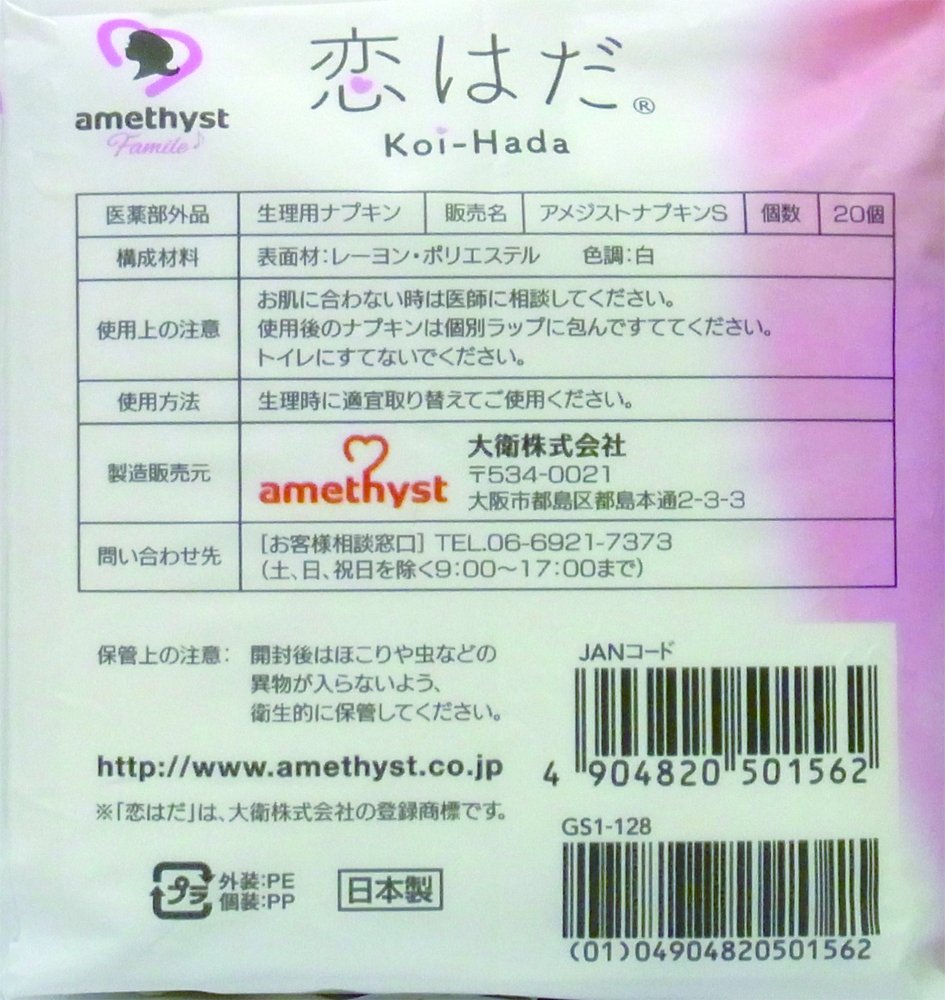 amethyst
Famile♪
恋はだ®
Koi-Hada
医薬部外品 生理用ナプキン 販売名 アメジストナプキンS 個数 20個
構成材料 表面材:レーヨン・ポリエステル 色調:白
使用上の注意 お肌に合わない時は医師に相談してください。
使用後のナプキンは個別ラップに包んですててください。
トイレにすてないでください。
使用方法 生理時に適宜取り替えてご使用ください。
製造販売元 amethyst 大衛株式会社
〒534-0021
大阪市都島区都島本通2-3-3
問い合わせ先 [お客様相談窓口] TEL.06-6921-7373
(土、日、祝日を除く9:00〜17:00まで)
保管上の注意: 開封後はほこりや虫などの
異物が入らないよう、
衛生的に保管してください。
http://www.amethyst.co.jp
※「恋はだ」は、大衛株式会社の登録商標です。
プラ 外装:PE
個装:PP
日本製
JANコード
4 904820 501562
GS1-128
(01)04904820501562